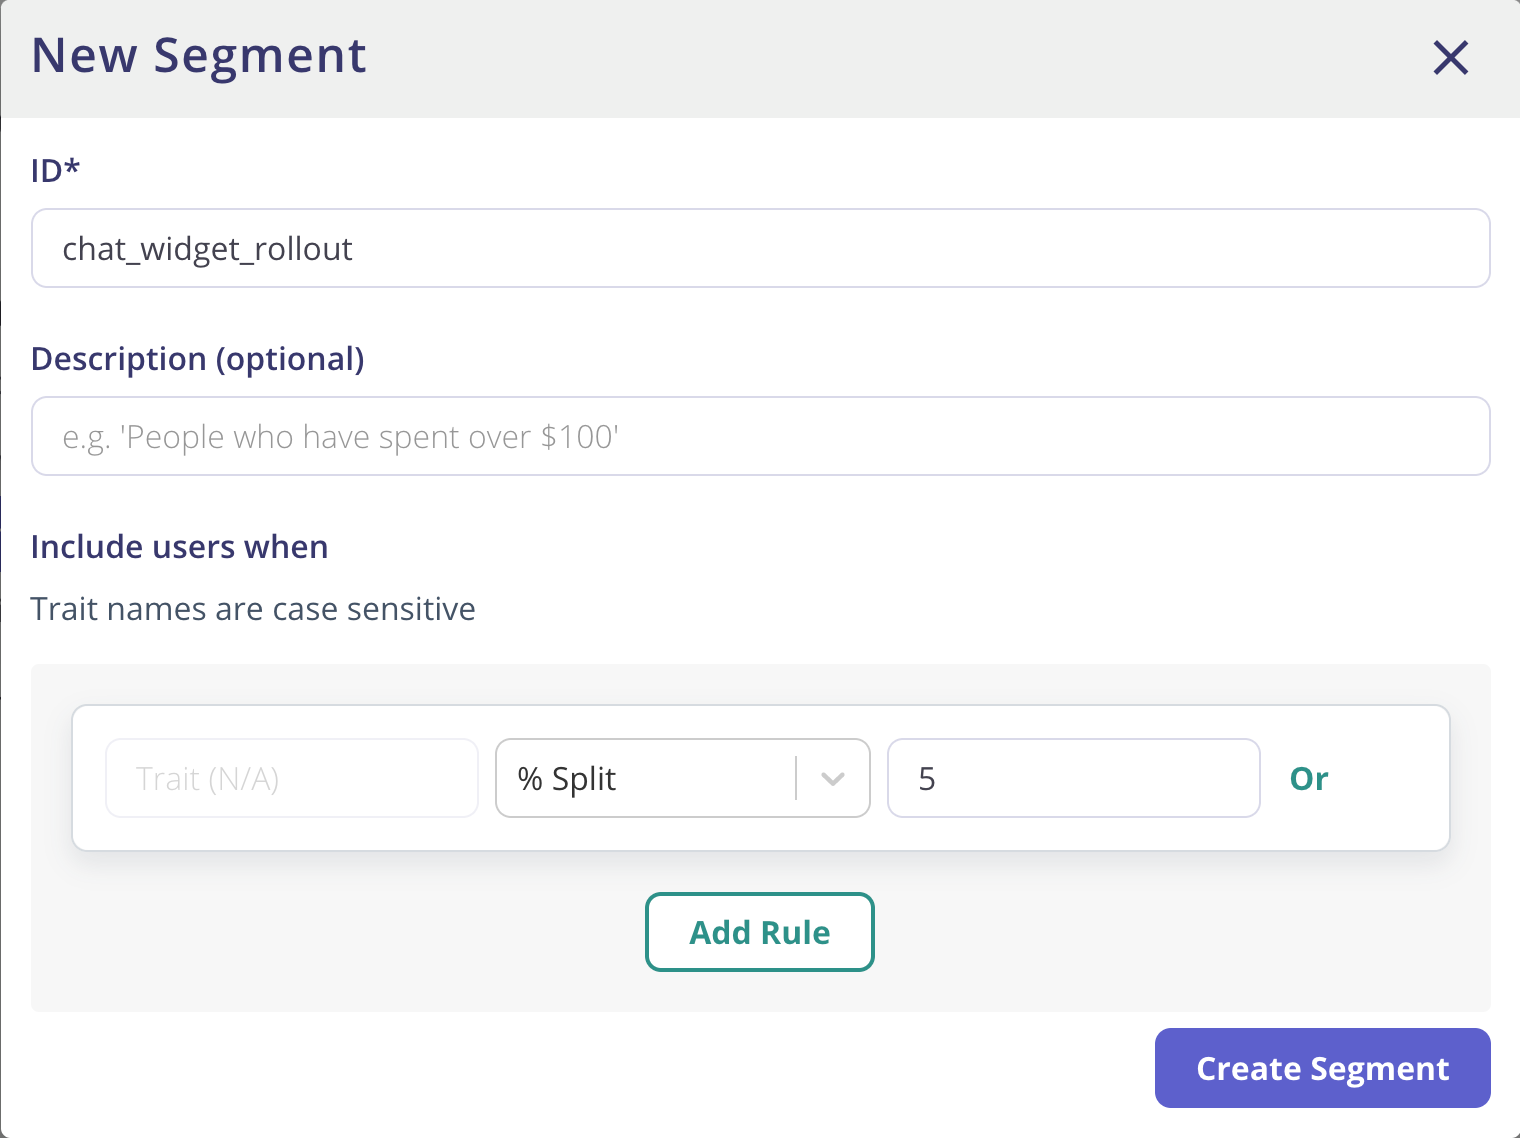 New Segment
ID*
chat_widget_rollout
Description (optional)
e.g. 'People who have spent over $100'
Include users when
Trait names are case sensitive
Trait (N/A) % Split 5 Or
Add Rule
Create Segment